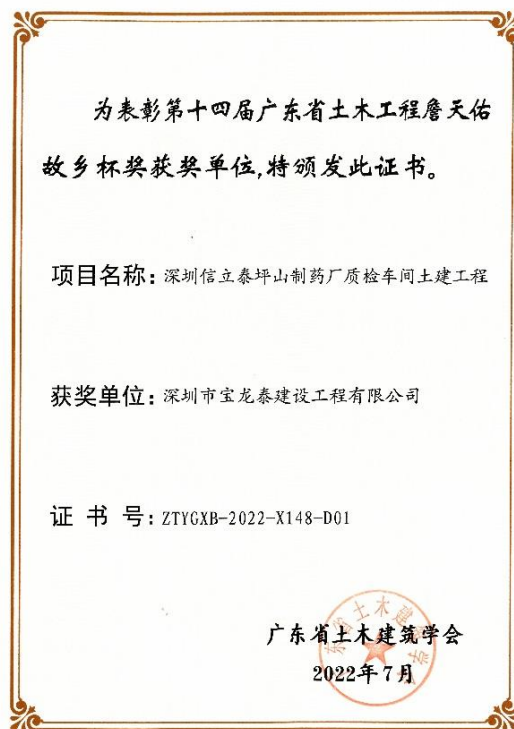 为表彰第十四届广东省土木工程詹天佑
故乡杯奖获奖单位,特颁发此证书。
项目名称:深圳信立泰坪山制药厂质检车间土建工程
获奖单位:深圳市宝龙泰建设工程有限公司
证书号:ZTYGXB-2022-X148-D01
广东省土木建筑学会
2022年7月